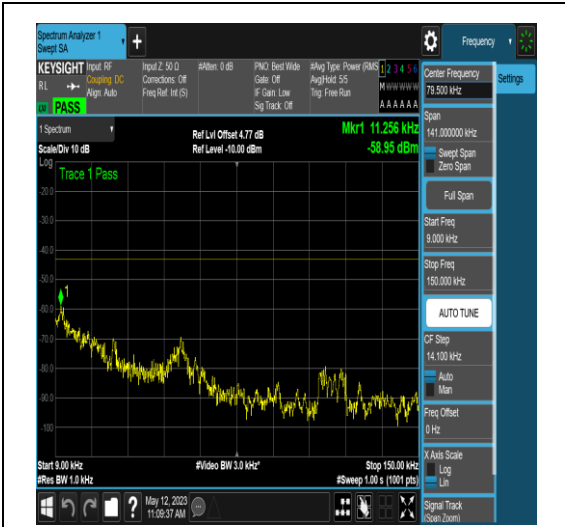 Spectrum Analyzer 1
Swept SA
+
Frequency
KEYSIGHT
RL
PASS
Input: RF
Coupling: DC
Align: Auto
Input Z: 50 Ω
Corrections: Off
Freq Ref: Int (S)
#Atten: 0 dB
PNO: Best Wide
Gate: Off
IF Gain: Low
Sig Track: Off
#Avg Type: Power (RMS
Avg|Hold: 5/5
Trig: Free Run
1 2 3 4 5 6
M W W W W W
A A A A A A
1 Spectrum
Scale/Div 10 dB
Ref Lvl Offset 4.77 dB
Ref Level -10.00 dBm
Mkr1 11.256 kHz
-58.95 dBm
Log
Trace 1 Pass
-20.0
-30.0
-40.0
-50.0
1
-60.0
-70.0
-80.0
-90.0
-100
Start 9.00 kHz
#Res BW 1.0 kHz
#Video BW 3.0 kHz*
Stop 150.00 kHz
#Sweep 1.00 s (1001 pts)
May 12, 2023
11:09:37 AM
?
Center Frequency
79.500 kHz
Settings
Span
141.000000 kHz
Swept Span
Zero Span
Full Span
Start Freq
9.000 kHz
Stop Freq
150.000 kHz
AUTO TUNE
CF Step
14.100 kHz
Auto
Man
Freq Offset
0 Hz
X Axis Scale
Log
Lin
Signal Track
(Span Zoom)